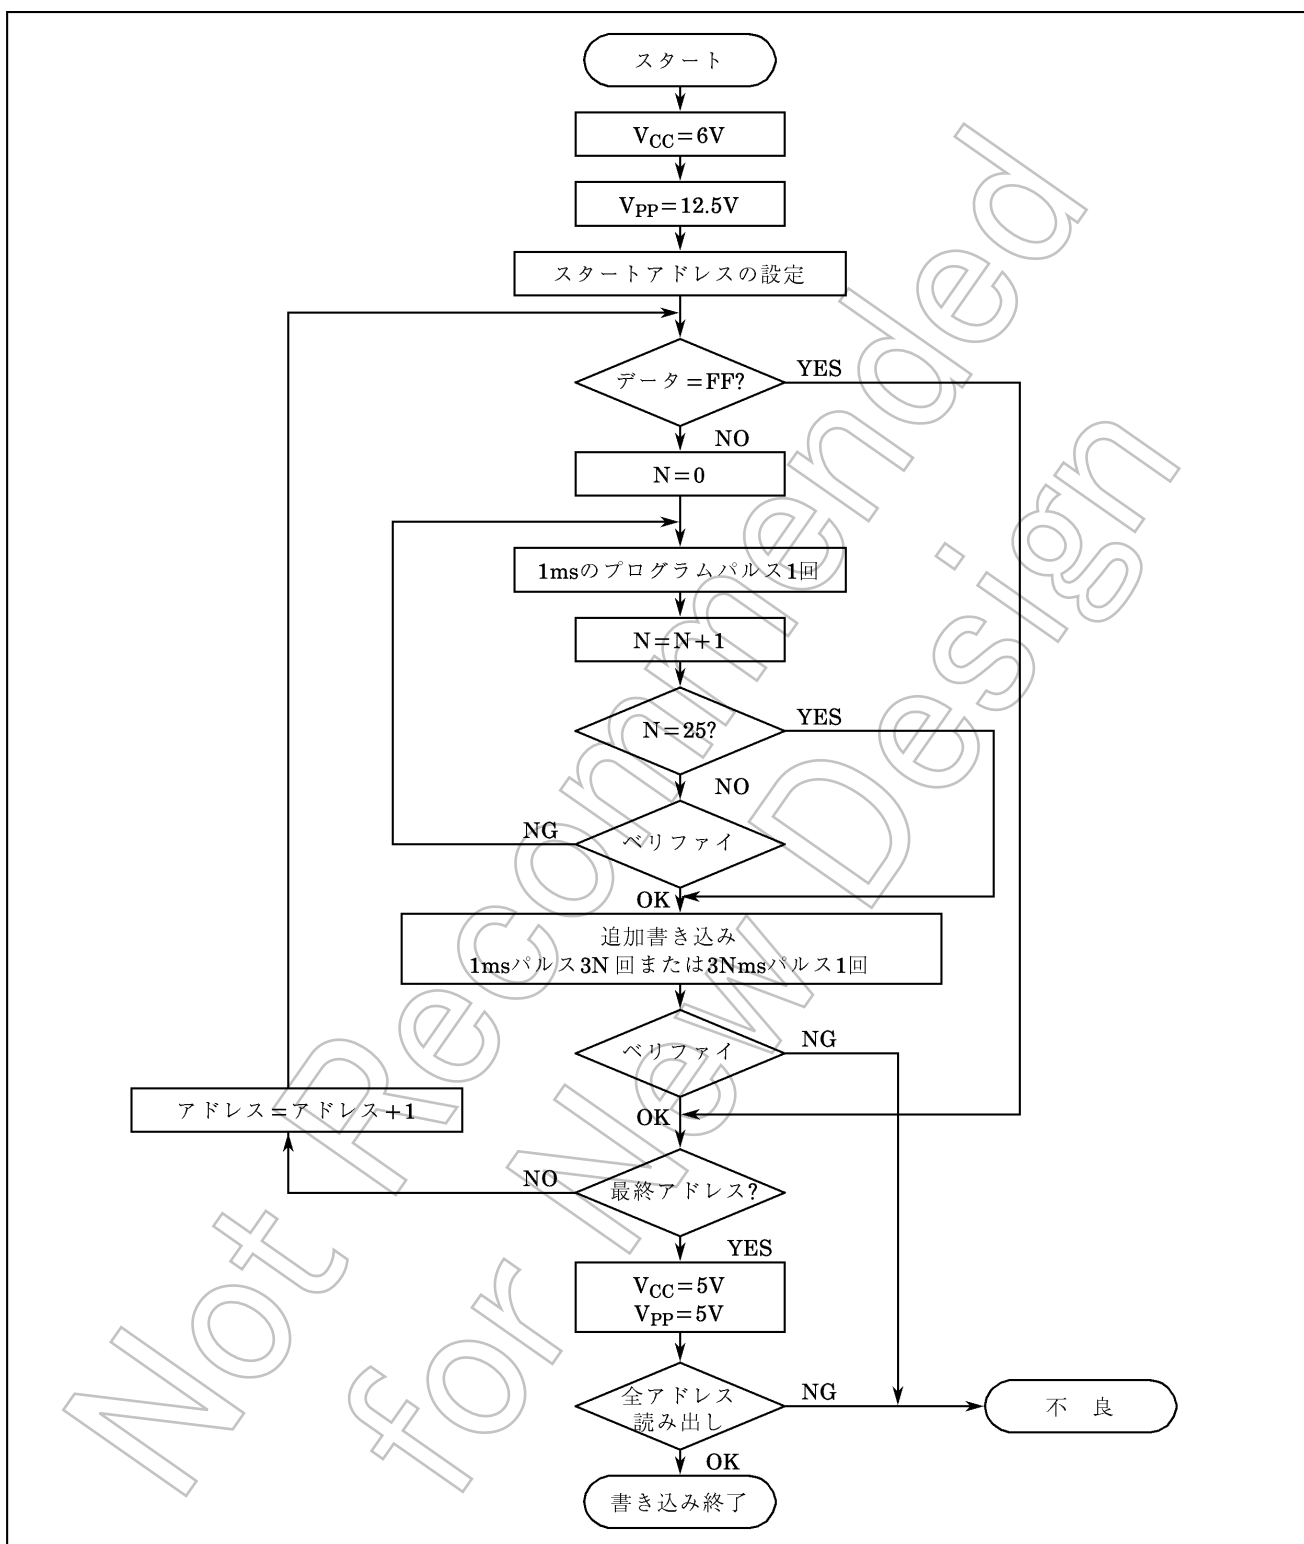 スタート
VCC=6V
VPP=12.5V
スタートアドレスの設定
データ=FF?
YES
NO
N=0
1msのプログラムパルス1回
N=N+1
N=25?
YES
NO
ベリファイ
NG
OK
追加書き込み
1msパルス3N回または3Nmsパルス1回
ベリファイ
NG
アドレス=アドレス+1
OK
最終アドレス?
NO
YES
VCC=5V
VPP=5V
全アドレス
読み出し
NG
不 良
OK
書き込み終了
Not Recommended
for New Design